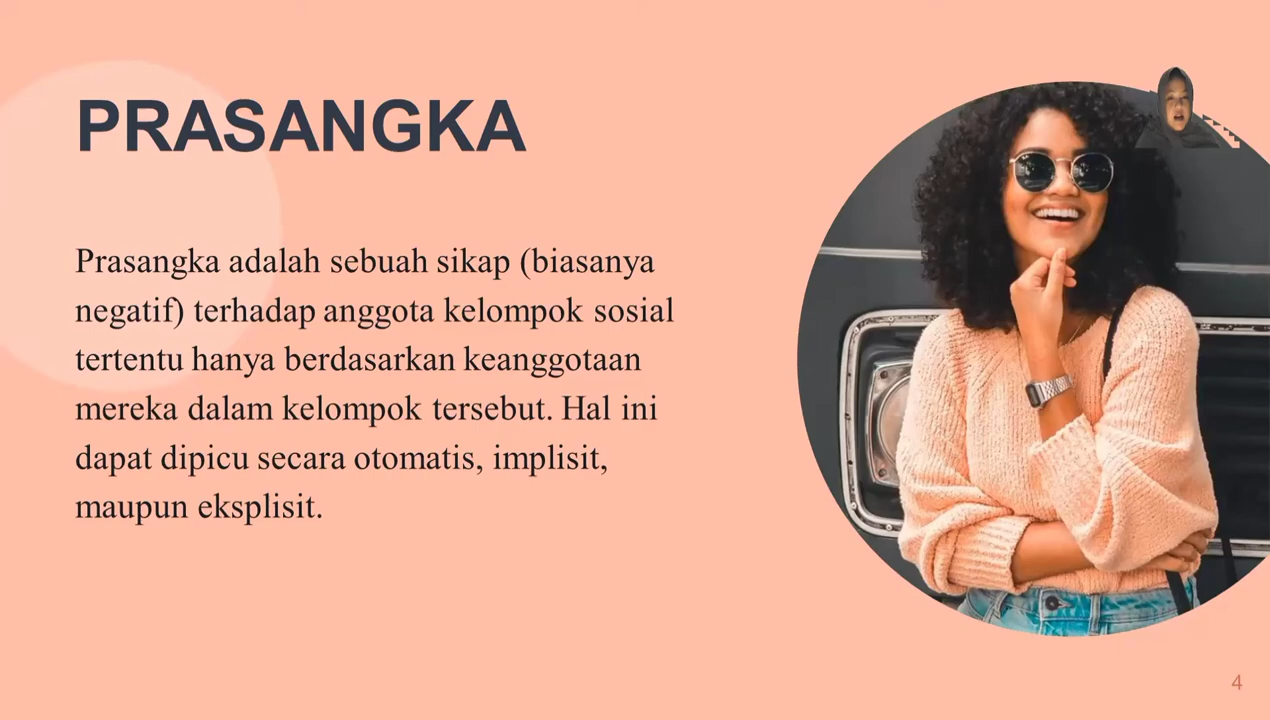 PRASANGKA
Prasangka adalah sebuah sikap (biasanya
negatif) terhadap anggota kelompok sosial
tertentu hanya berdasarkan keanggotaan
mereka dalam kelompok tersebut. Hal ini
dapat dipicu secara otomatis, implisit,
maupun eksplisit.
4